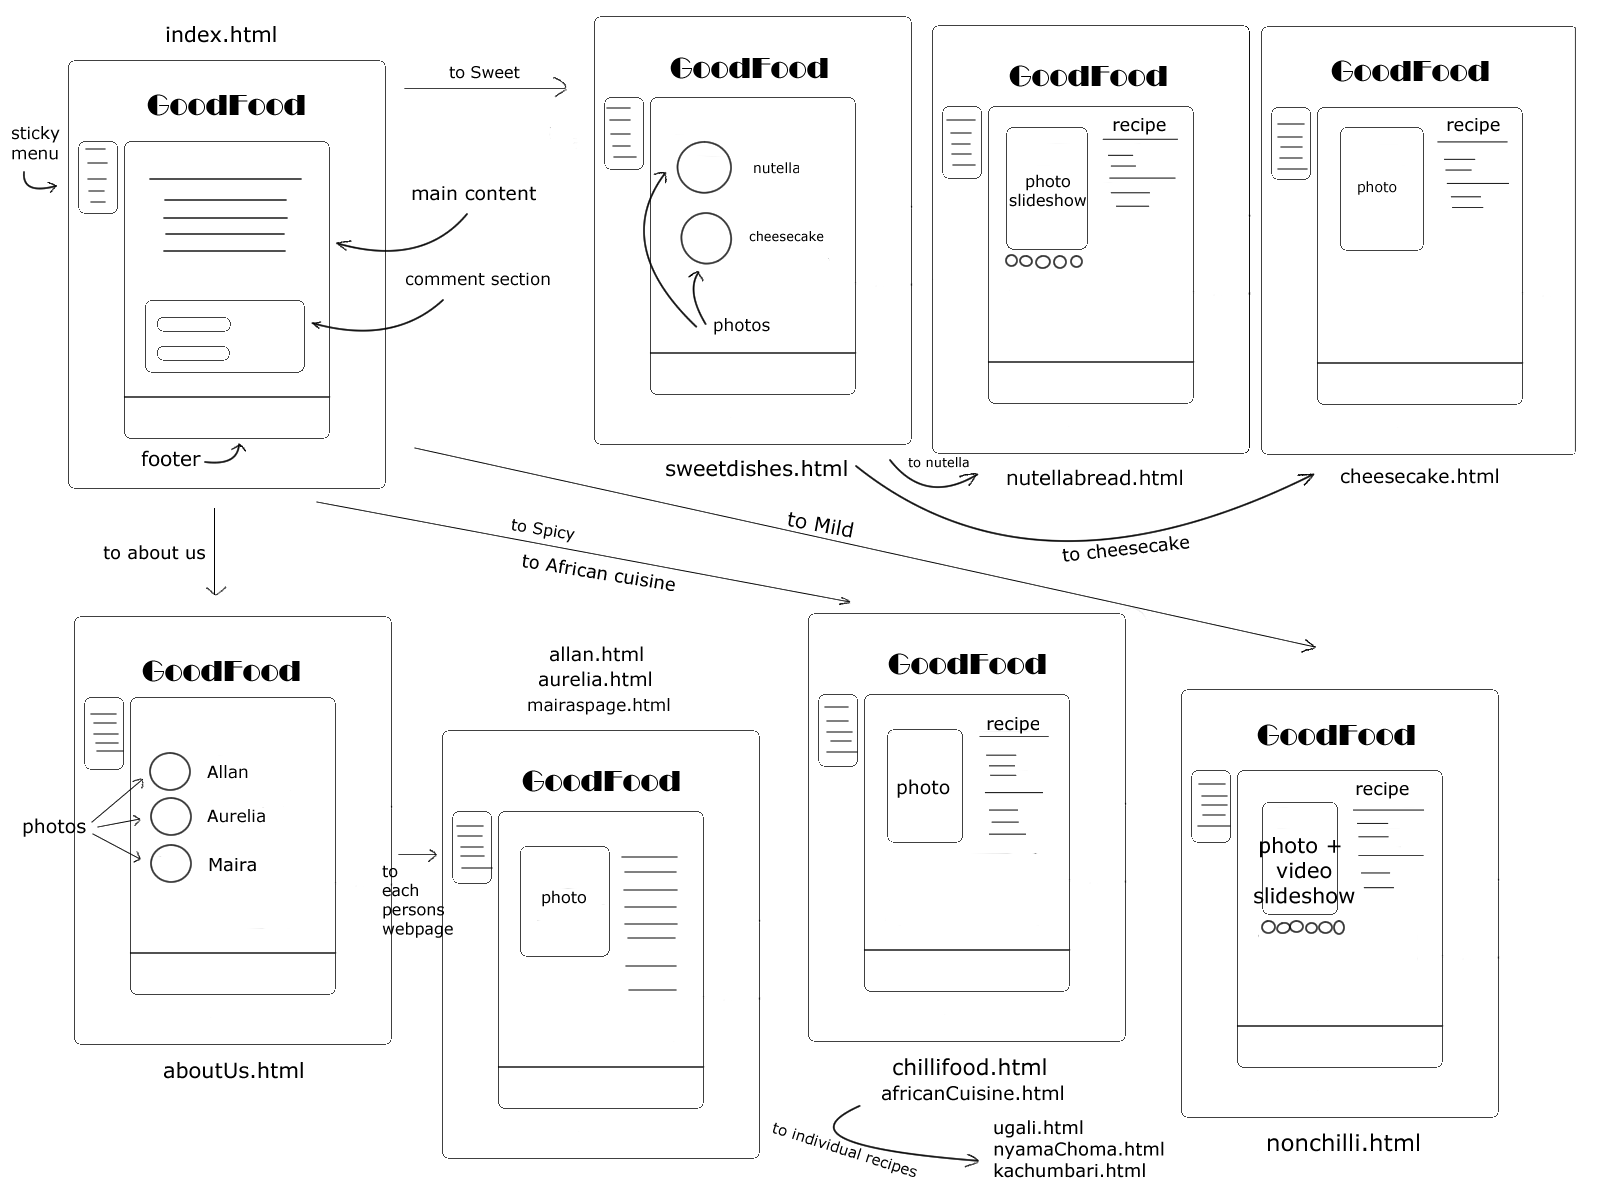 index.html
GoodFood
sticky
menu
main content
comment section
footer
to Sweet
GoodFood
nutella
cheesecake
photos
sweetdishes.html
GoodFood
recipe
photo
slideshow
to nutella
nutellabread.html
GoodFood
recipe
photo
cheesecake.html
to cheesecake
to Mild
to Spicy
to African cuisine
to about us
GoodFood
Allan
Aurelia
Maira
photos
aboutUs.html
to
each
persons
webpage
allan.html
aurelia.html
mairaspage.html
GoodFood
photo
GoodFood
recipe
photo
chillifood.html
africanCuisine.html
to individual recipes
ugali.html
nyamaChoma.html
kachumbari.html
GoodFood
recipe
photo +
video
slideshow
nonchilli.html